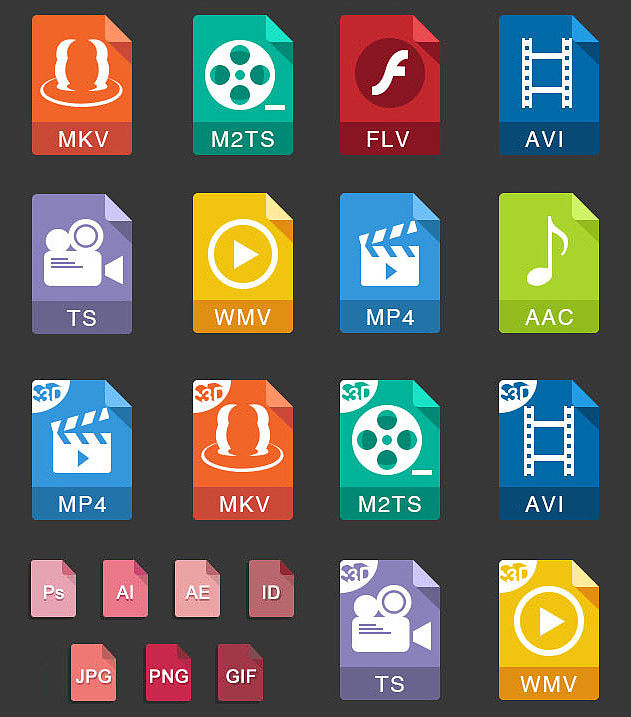 MKV
M2TS
FLV
AVI
TS
WMV
MP4
AAC
3D
MP4
3D
MKV
3D
M2TS
3D
AVI
Ps
AI
AE
ID
JPG
PNG
GIF
3D
TS
3D
WMV